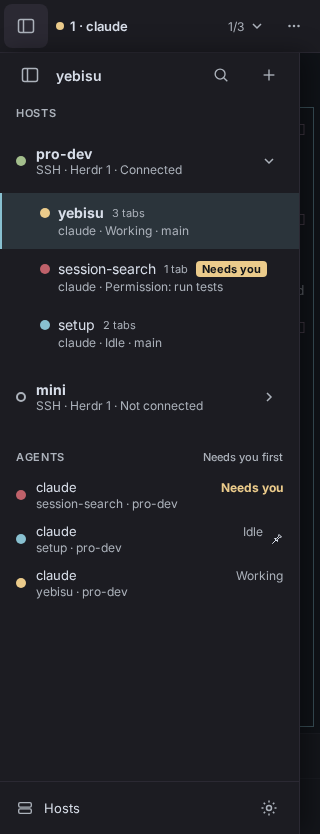 1 · claude
1/3
yebisu
HOSTS
pro-dev
SSH · Herdr 1 · Connected
yebisu 3 tabs
claude · Working · main
session-search 1 tab Needs you
claude · Permission: run tests
setup 2 tabs
claude · Idle · main
mini
SSH · Herdr 1 · Not connected
AGENTS Needs you first
claude Needs you
session-search · pro-dev
claude Idle
setup · pro-dev
claude Working
yebisu · pro-dev
Hosts